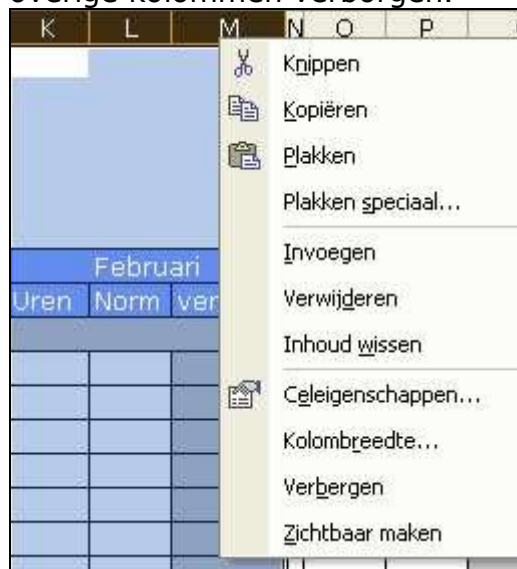 overige kolommen verborgen.
K L M N O P
Knippen
Kopiëren
Plakken
Plakken speciaal...
Invoegen
Verwijderen
Inhoud wissen
Celeigenschappen...
Kolombreedte...
Verbergen
Zichtbaar maken
Februari
Uren Norm ver